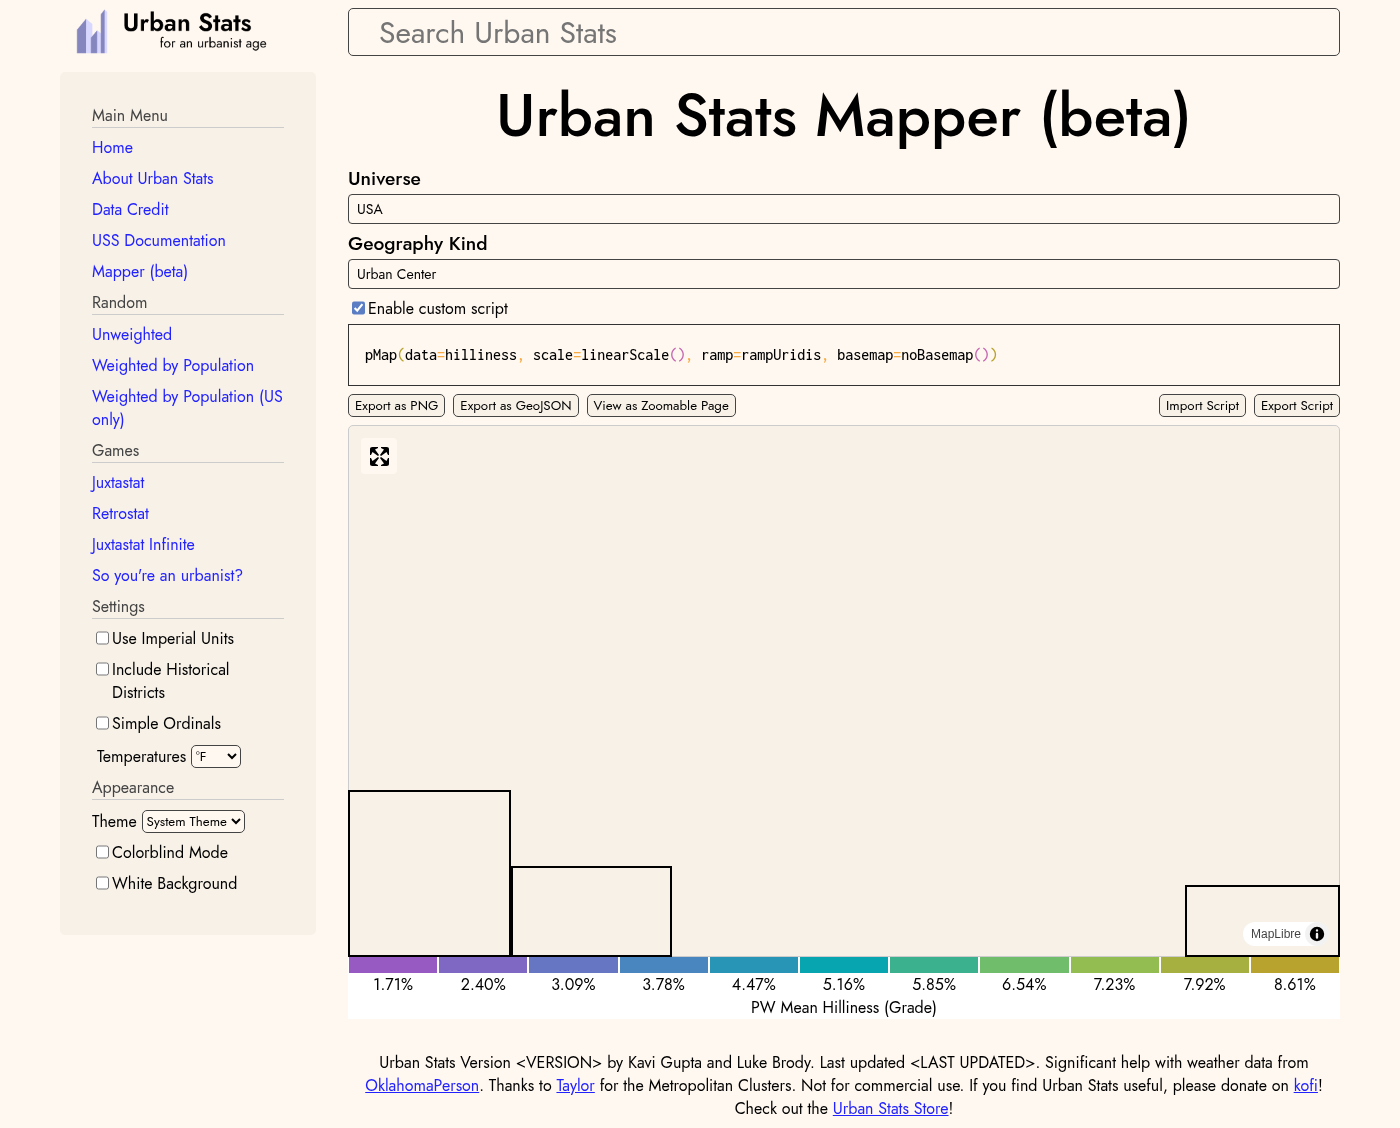 Urban Stats
for an urbanist age
Search Urban Stats
Main Menu
Home
About Urban Stats
Data Credit
USS Documentation
Mapper (beta)
Random
Unweighted
Weighted by Population
Weighted by Population (US
only)
Games
Juxtastat
Retrostat
Juxtastat Infinite
So you're an urbanist?
Settings
Use Imperial Units
Include Historical
Districts
Simple Ordinals
Temperatures °F
Appearance
Theme System Theme
Colorblind Mode
White Background
Urban Stats Mapper (beta)
Universe
USA
Geography Kind
Urban Center
Enable custom script
pMap(data=hilliness, scale=linearScale(), ramp=rampUridis, basemap=noBasemap())
Export as PNG Export as GeoJSON View as Zoomable Page Import Script Export Script
MapLibre
1.71% 2.40% 3.09% 3.78% 4.47% 5.16% 5.85% 6.54% 7.23% 7.92% 8.61%
PW Mean Hilliness (Grade)
Urban Stats Version <VERSION> by Kavi Gupta and Luke Brody. Last updated <LAST UPDATED>. Significant help with weather data from
OklahomaPerson. Thanks to Taylor for the Metropolitan Clusters. Not for commercial use. If you find Urban Stats useful, please donate on kofi!
Check out the Urban Stats Store!